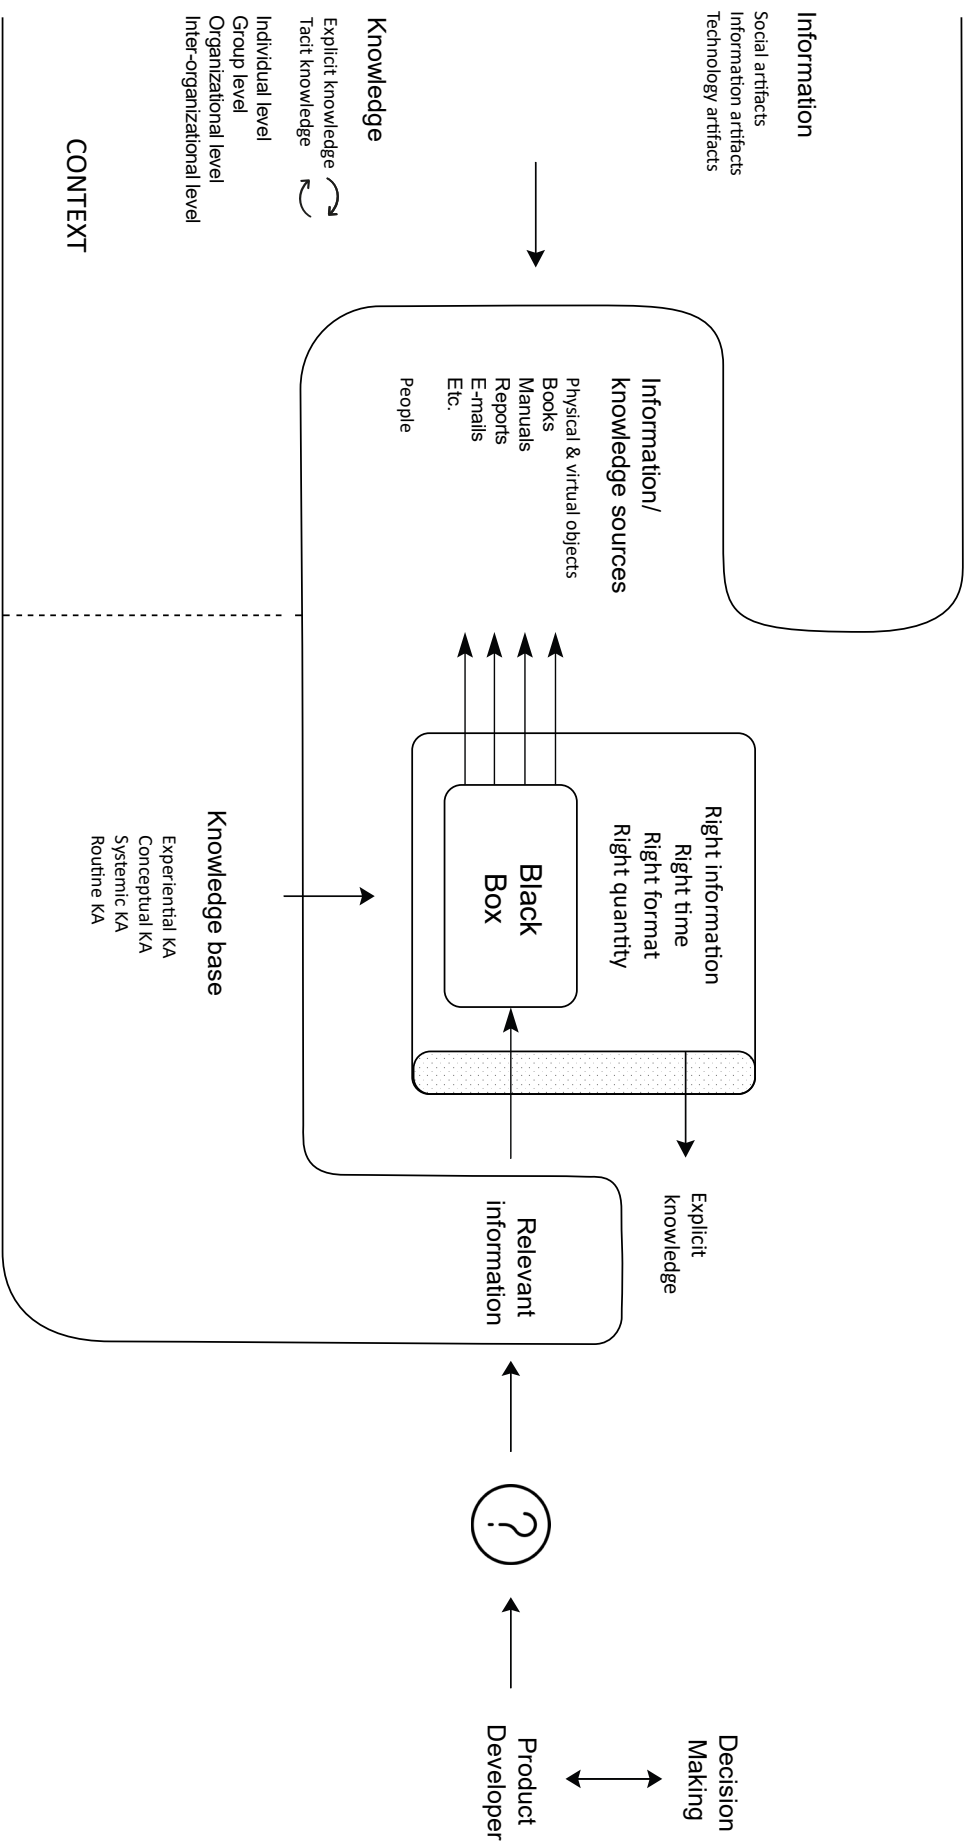 Information
Social artifacts
Information artifacts
Technology artifacts
Knowledge
Explicit knowledge
Tacit knowledge
Individual level
Group level
Organizational level
Inter-organizational level
CONTEXT
Information/
knowledge sources
Physical & virtual objects
Books
Manuals
Reports
E-mails
Etc.
People
Right information
Right time
Right format
Right quantity
Black
Box
Knowledge base
Experiential KA
Conceptual KA
Systemic KA
Routine KA
Explicit
knowledge
Relevant
information
?
Decision
Making
Product
Developer